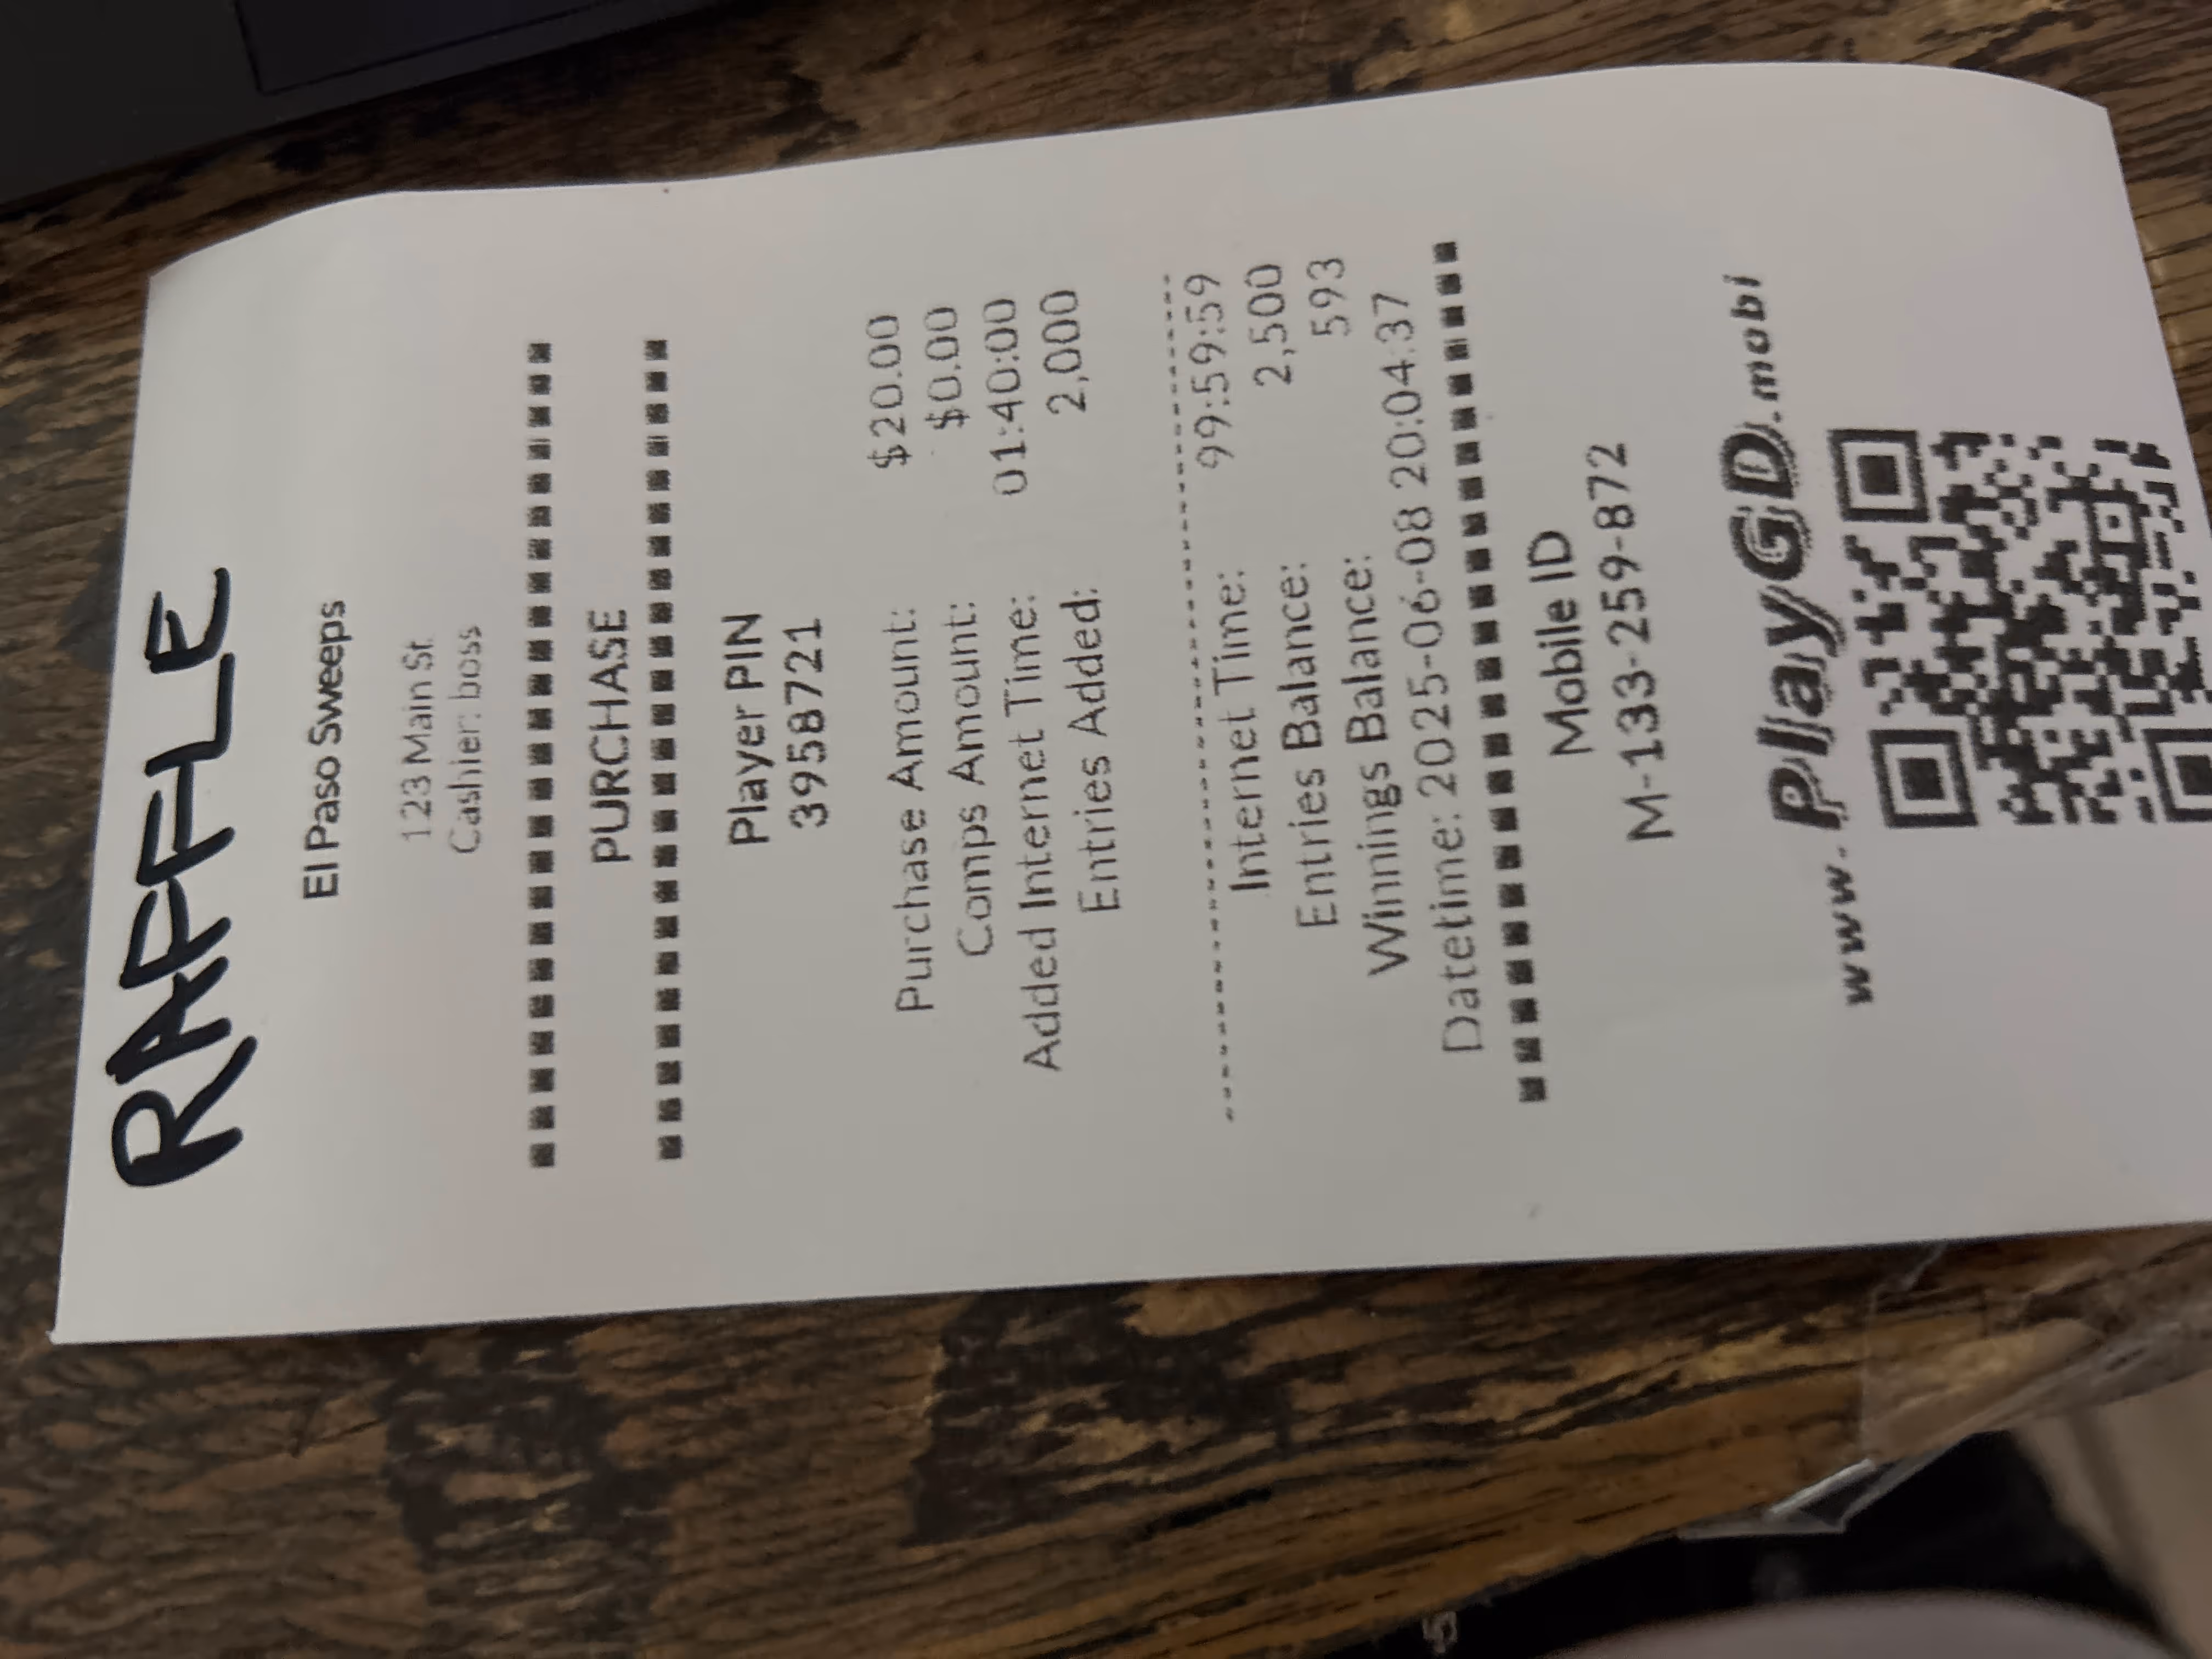 RAFFLE
El Paso Sweeps
123 Main St
Cashier: boss
PURCHASE
Player PIN
3958721
Purchase Amount: $20.00
Comps Amount: $0.00
Added Internet Time: 01:40:00
Entries Added: 2,000
Internet Time: 99:59:59
Entries Balance: 2,500
Winnings Balance: 593
Datetime: 2025-06-08 20:04:37
Mobile ID
M-133-259-872
www.PlayGD.mobi